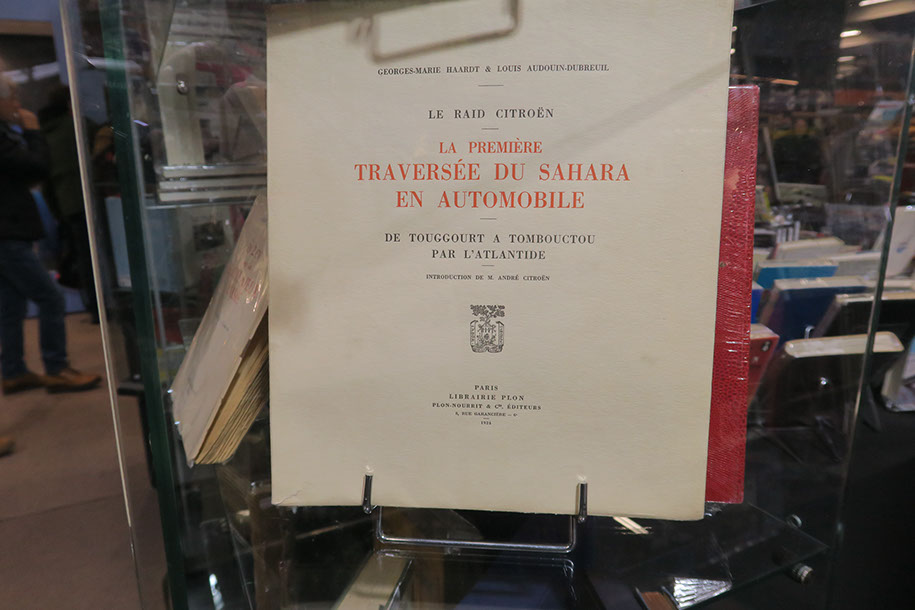 GEORGES-MARIE HAARDT & LOUIS AUDOUIN-DUBREUIL
LE RAID CITROËN
LA PREMIÈRE
TRAVERSÉE DU SAHARA
EN AUTOMOBILE
DE TOUGGOURT A TOMBOUCTOU
PAR L'ATLANTIDE
INTRODUCTION DE M. ANDRÉ CITROËN
PARIS
LIBRAIRIE PLON
PLON-NOURRIT & Cie, ÉDITEURS
8, RUE GARANCIÈRE — 6e
1924